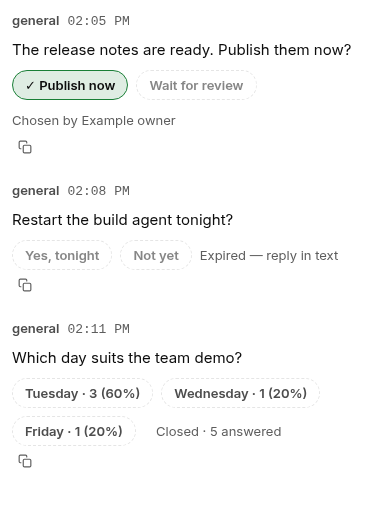 general 02:05 PM
The release notes are ready. Publish them now?
✓ Publish now Wait for review
Chosen by Example owner
general 02:08 PM
Restart the build agent tonight?
Yes, tonight Not yet Expired — reply in text
general 02:11 PM
Which day suits the team demo?
Tuesday · 3 (60%) Wednesday · 1 (20%)
Friday · 1 (20%) Closed · 5 answered